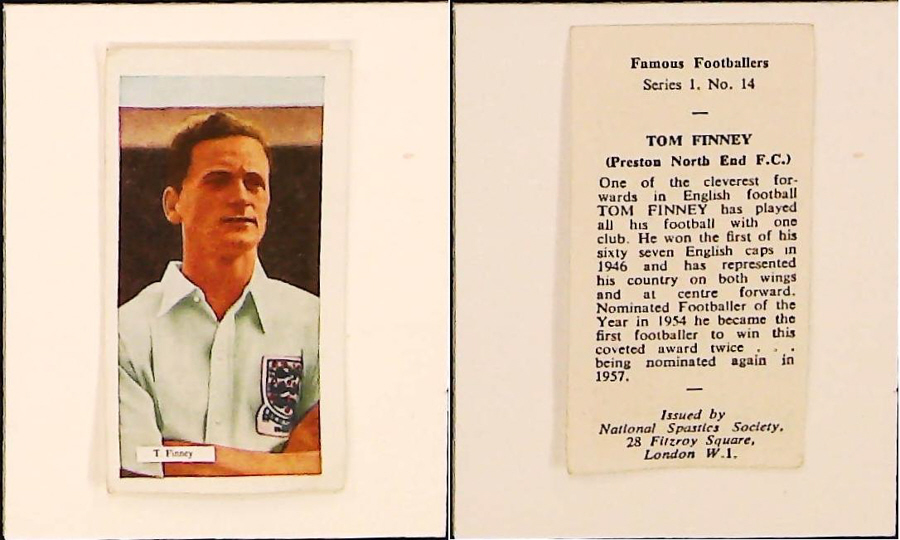 T. Finney
Famous Footballers
Series 1. No. 14
TOM FINNEY
(Preston North End F.C.)
One of the cleverest for-
wards in English football
TOM FINNEY has played
all his football with one
club. He won the first of his
sixty seven English caps in
1946 and has represented
his country on both wings
and at centre forward.
Nominated Footballer of the
Year in 1954 he became the
first footballer to win this
coveted award twice . . .
being nominated again in
1957.
Issued by
National Spastics Society,
28 Fitzroy Square,
London W.1.